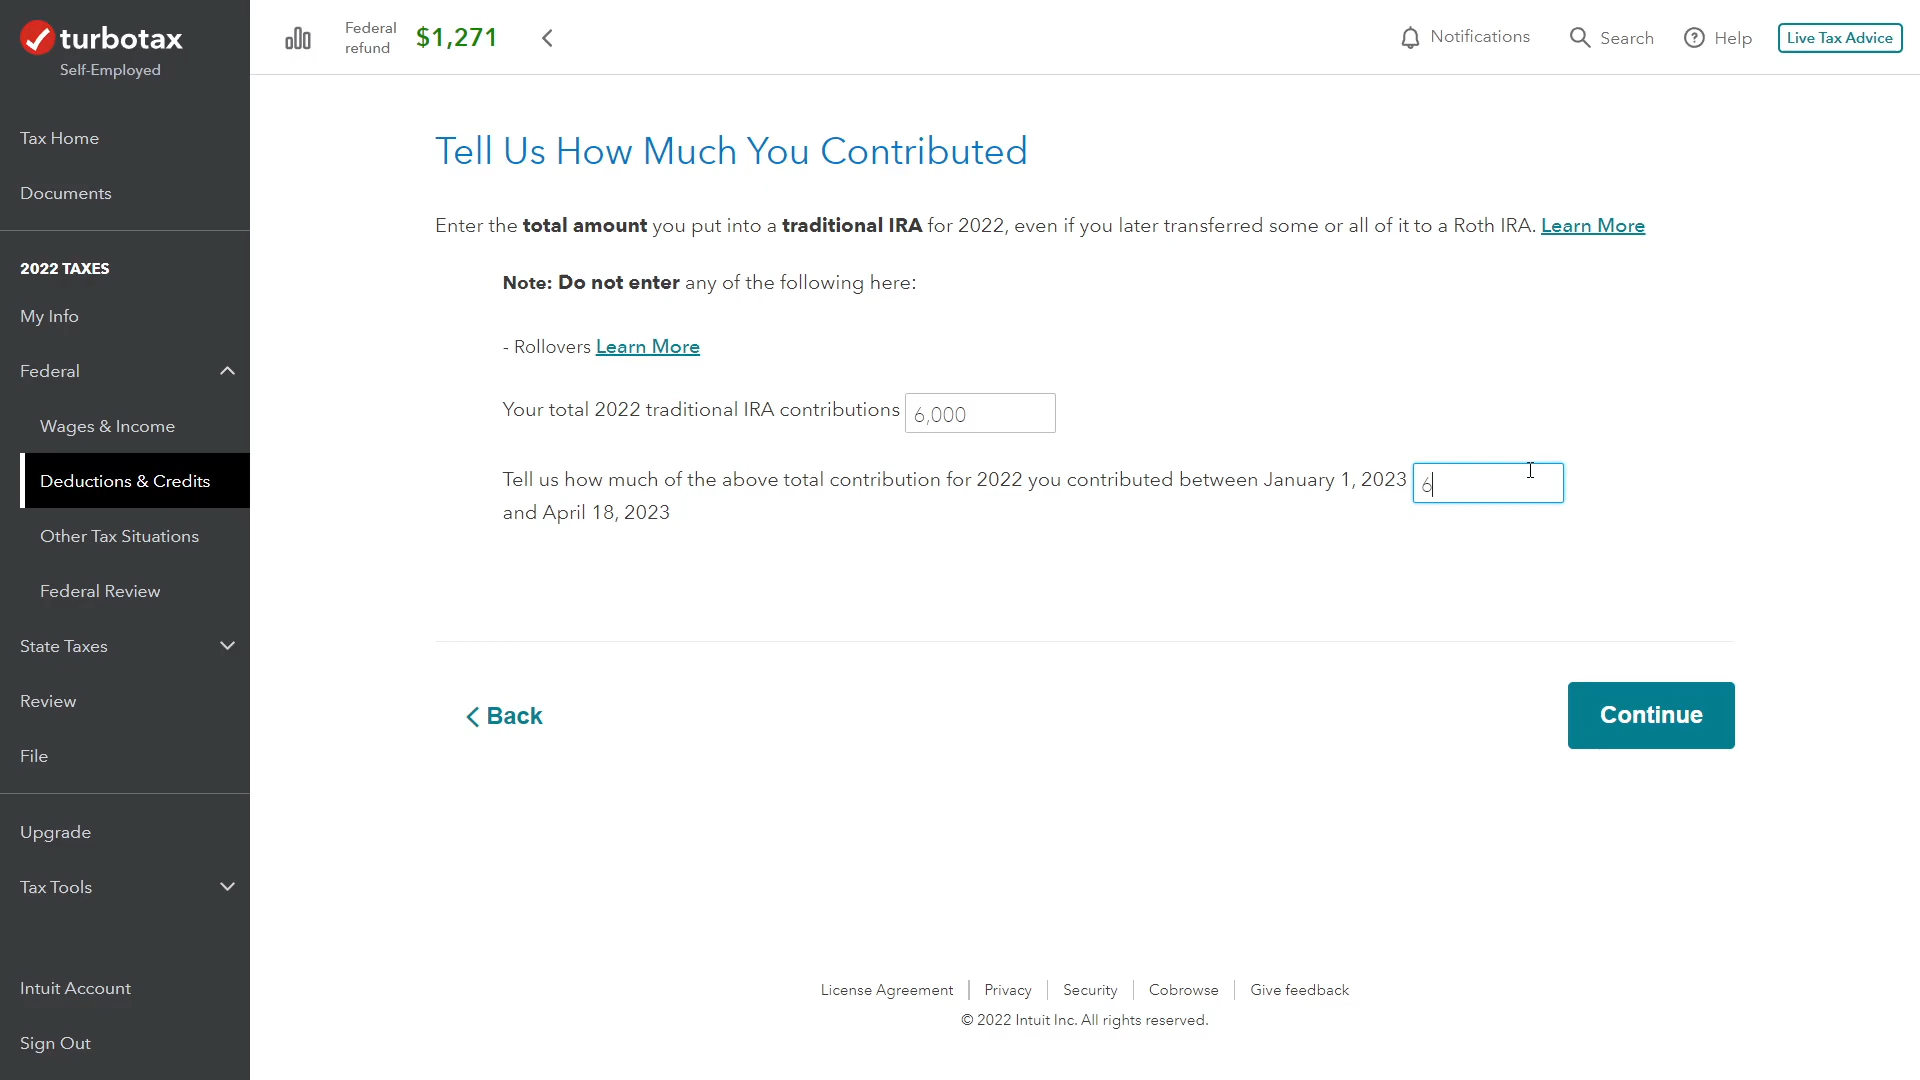 turbotax
Self-Employed
Tax Home
Documents
2022 TAXES
My Info
Federal
Wages & Income
Deductions & Credits
Other Tax Situations
Federal Review
State Taxes
Review
File
Upgrade
Tax Tools
Intuit Account
Sign Out
Federal
refund
$1,271
Notifications
Search
Help
Live Tax Advice
Tell Us How Much You Contributed
Enter the total amount you put into a traditional IRA for 2022, even if you later transferred some or all of it to a Roth IRA. Learn More
Note: Do not enter any of the following here:
- Rollovers Learn More
Your total 2022 traditional IRA contributions 6,000
Tell us how much of the above total contribution for 2022 you contributed between January 1, 2023 6
and April 18, 2023
Back
Continue
License Agreement | Privacy | Security | Cobrowse | Give feedback
© 2022 Intuit Inc. All rights reserved.